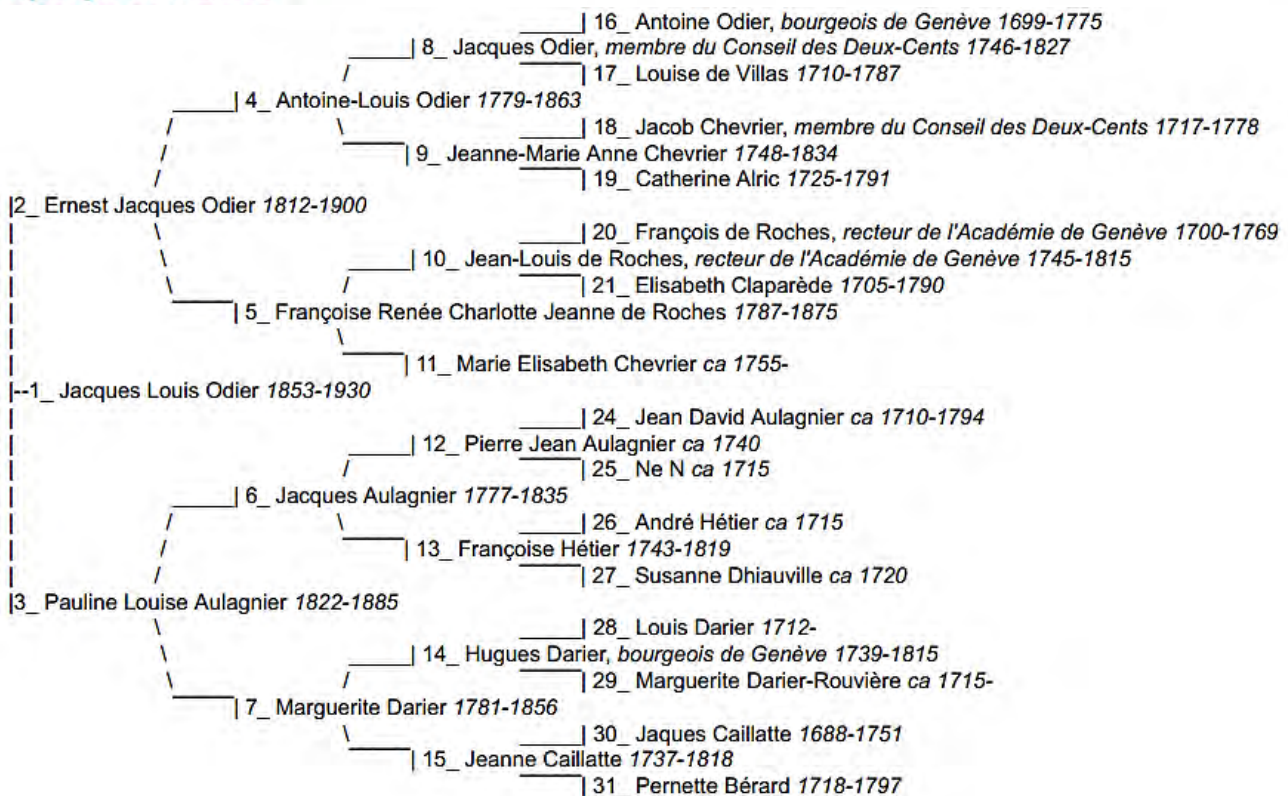 | 16_ Antoine Odier, bourgeois de Genève 1699-1775
| 8_ Jacques Odier, membre du Conseil des Deux-Cents 1746-1827
| 17_ Louise de Villas 1710-1787
| 4_ Antoine-Louis Odier 1779-1863
| 18_ Jacob Chevrier, membre du Conseil des Deux-Cents 1717-1778
| 9_ Jeanne-Marie Anne Chevrier 1748-1834
| 19_ Catherine Alric 1725-1791
|2_ Ernest Jacques Odier 1812-1900
| 20_ François de Roches, recteur de l'Académie de Genève 1700-1769
| 10_ Jean-Louis de Roches, recteur de l'Académie de Genève 1745-1815
| 21_ Elisabeth Claparède 1705-1790
| 5_ Françoise Renée Charlotte Jeanne de Roches 1787-1875
| 11_ Marie Elisabeth Chevrier ca 1755-
|--1_ Jacques Louis Odier 1853-1930
| 24_ Jean David Aulagnier ca 1710-1794
| 12_ Pierre Jean Aulagnier ca 1740
| 25_ Ne N ca 1715
| 6_ Jacques Aulagnier 1777-1835
| 26_ André Hétier ca 1715
| 13_ Françoise Hétier 1743-1819
| 27_ Susanne Dhiauville ca 1720
|3_ Pauline Louise Aulagnier 1822-1885
| 28_ Louis Darier 1712-
| 14_ Hugues Darier, bourgeois de Genève 1739-1815
| 29_ Marguerite Darier-Rouvière ca 1715-
| 7_ Marguerite Darier 1781-1856
| 30_ Jaques Caillatte 1688-1751
| 15_ Jeanne Caillatte 1737-1818
| 31_ Pernette Bérard 1718-1797